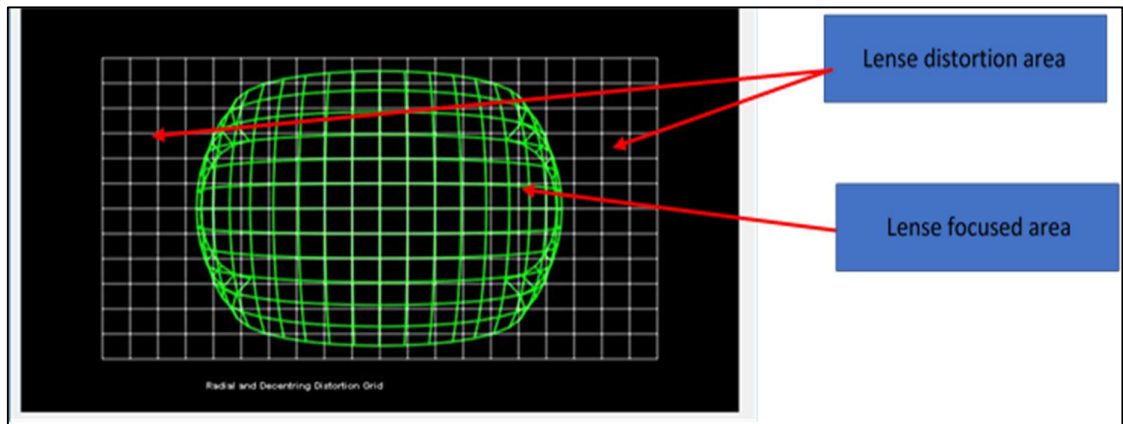 Lense distortion area
Lense focused area
Radial and Decentring Distortion Grid